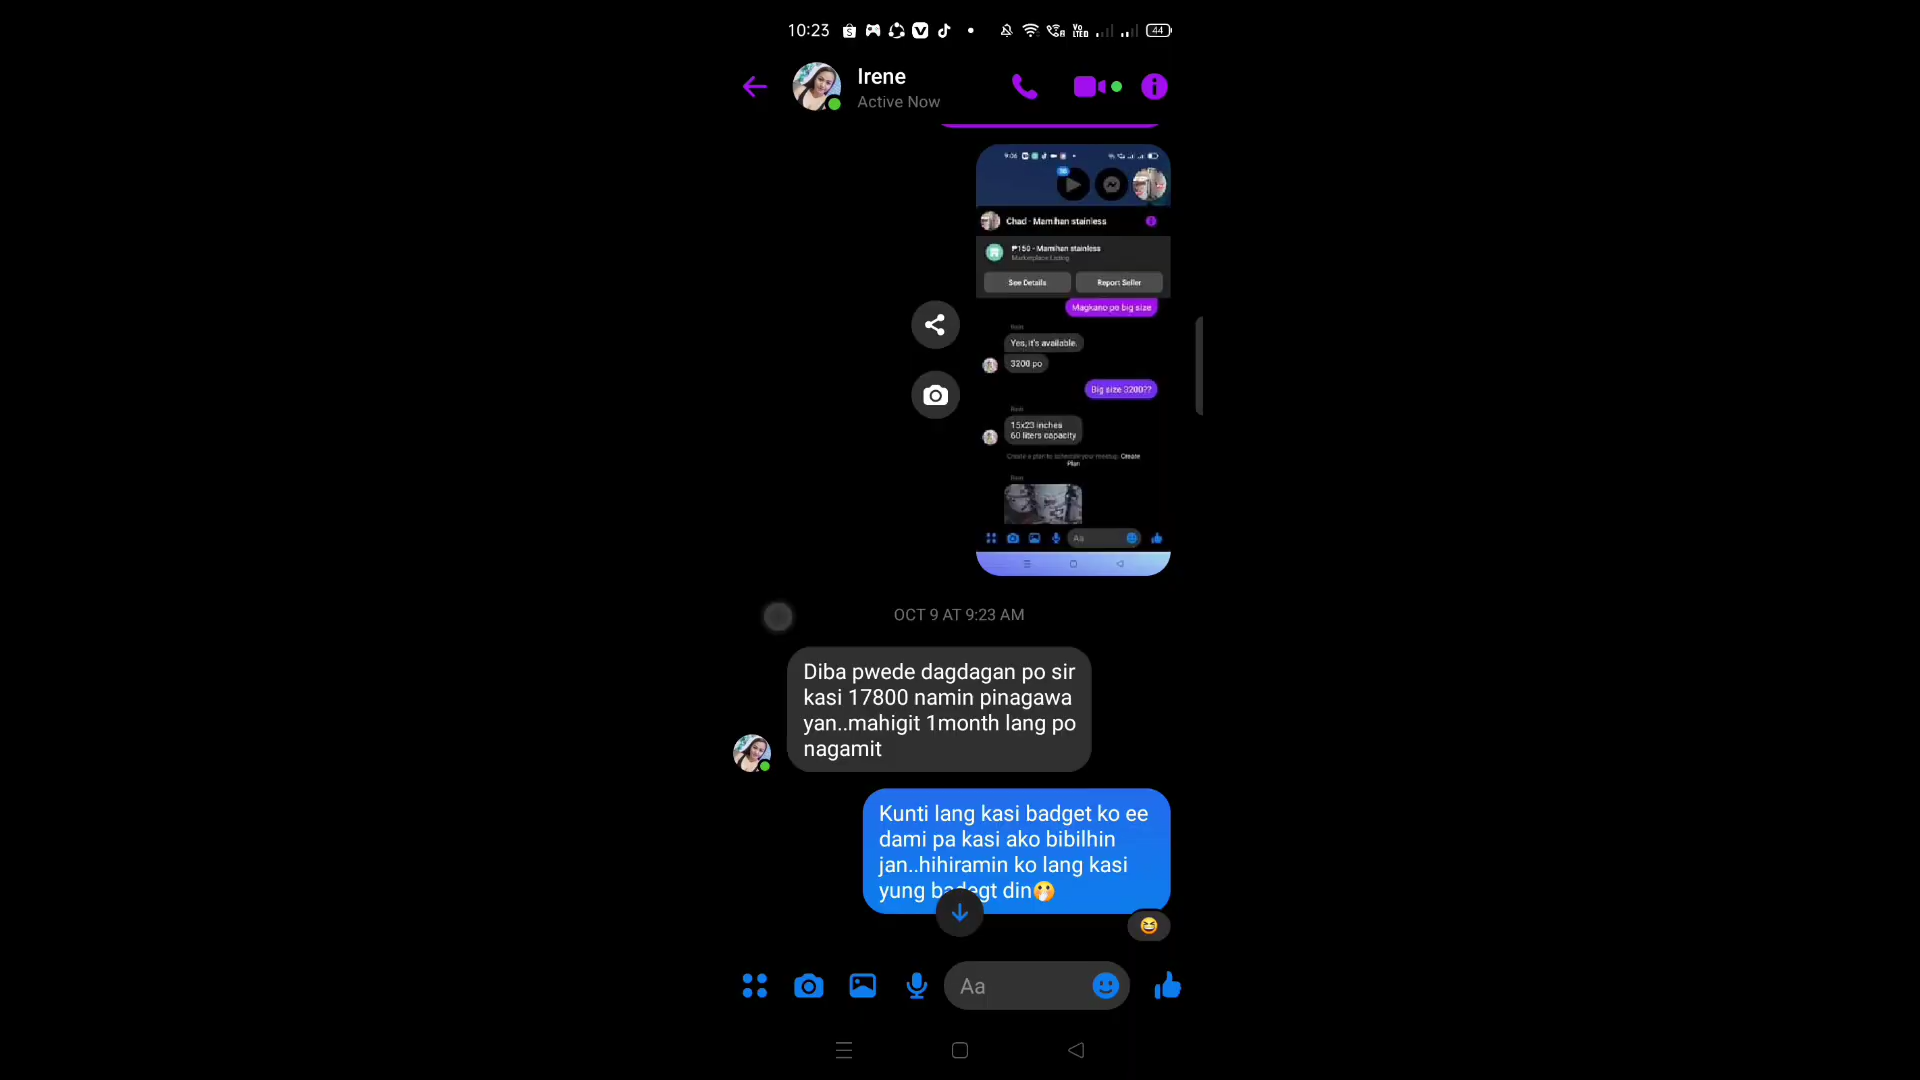 10:23
44
Irene
Active Now
9:06
Chad - Mamihan stainless
₱150 - Mamihan stainless
Marketplace Listing
See Details
Report Seller
Magkano po big size
Yes, it's available.
3200 po
Big size 3200??
15x23 inches
60 liters capacity
Create a plan to schedule your meetup. Create
Plan
Aa
OCT 9 AT 9:23 AM
Diba pwede dagdagan po sir
kasi 17800 namin pinagawa
yan..mahigit 1month lang po
nagamit
Kunti lang kasi badget ko ee
dami pa kasi ako bibilhin
jan..hihiramin ko lang kasi
yung badegt din🤭
Aa